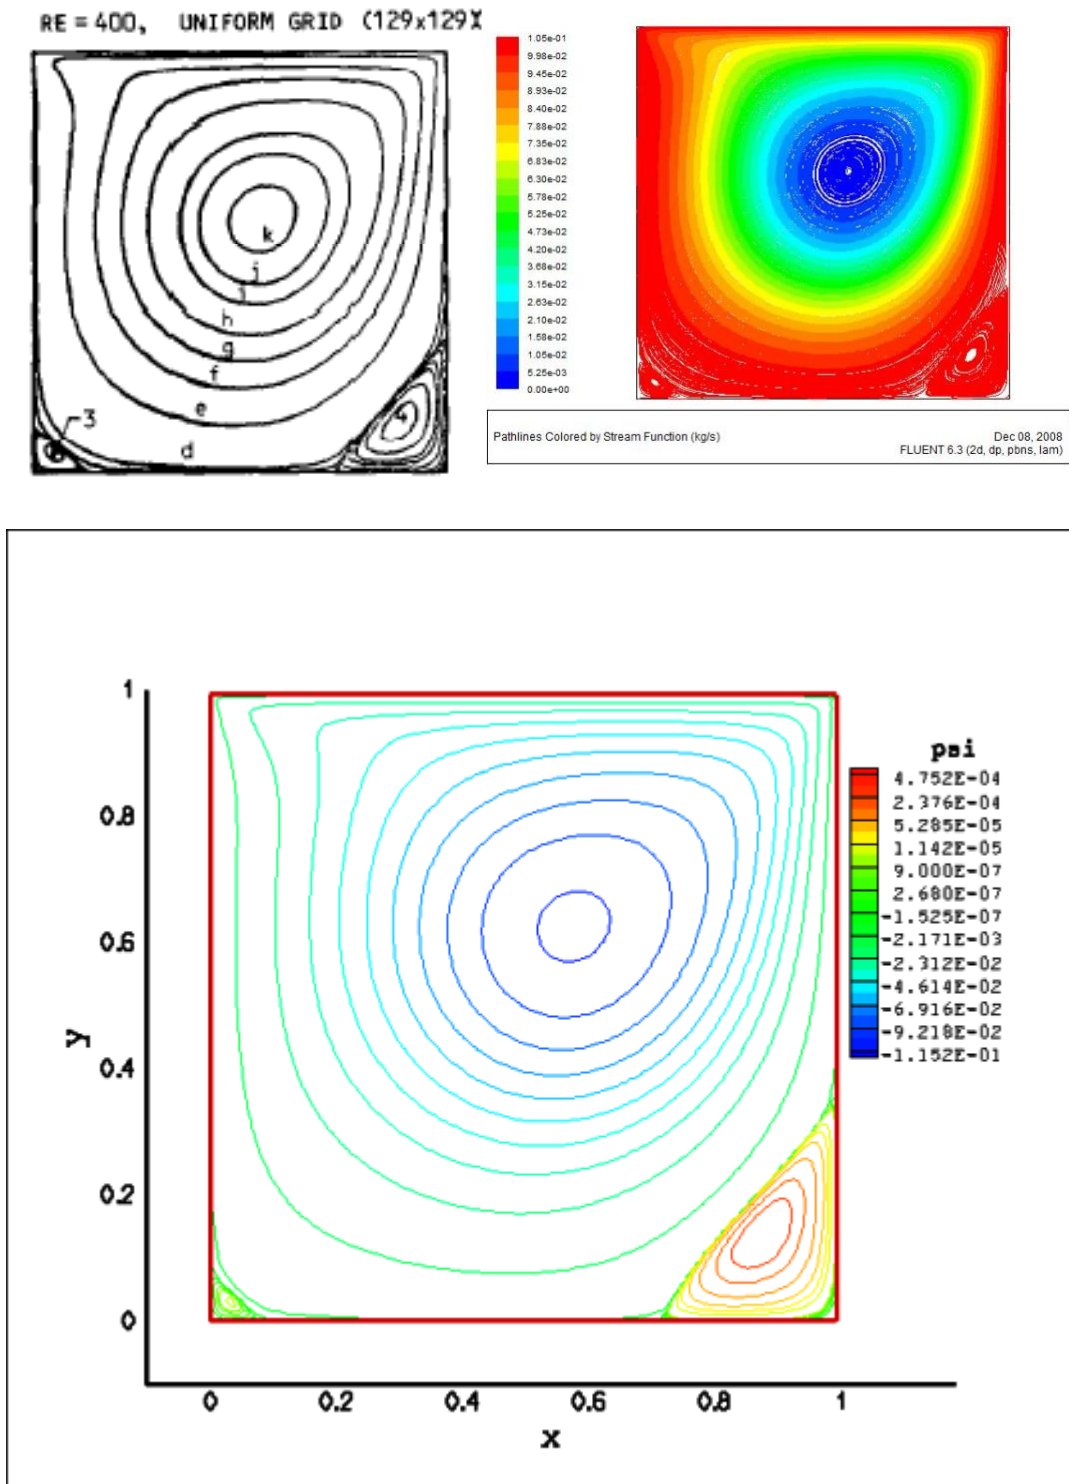 RE = 400, UNIFORM GRID (129x129)
k
j
i
h
g
f
e
3
4
d
1.05e-01
9.98e-02
9.45e-02
8.93e-02
8.40e-02
7.88e-02
7.35e-02
6.83e-02
6.30e-02
5.78e-02
5.25e-02
4.73e-02
4.20e-02
3.68e-02
3.15e-02
2.63e-02
2.10e-02
1.58e-02
1.05e-02
5.25e-03
0.00e+00
Pathlines Colored by Stream Function (kg/s)
Dec 08, 2008
FLUENT 6.3 (2d, dp, pbns, lam)
1
0.8
0.6
0.4
0.2
0
y
0
0.2
0.4
0.6
0.8
1
x
psi
4.752E-04
2.376E-04
5.285E-05
1.142E-05
9.000E-07
2.680E-07
-1.525E-07
-2.171E-03
-2.312E-02
-4.614E-02
-6.916E-02
-9.218E-02
-1.152E-01